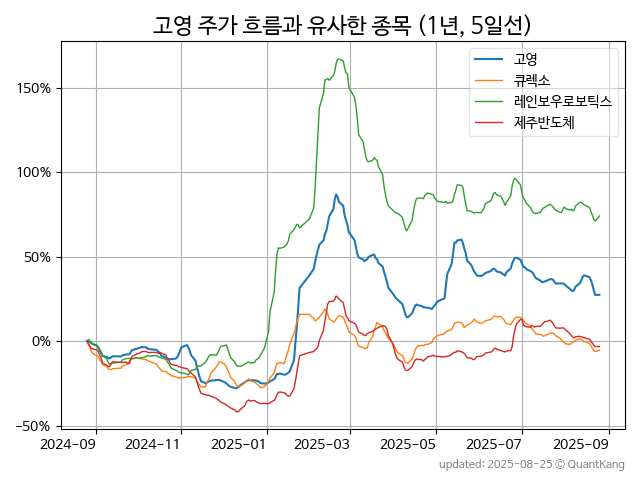 고영 주가 흐름과 유사한 종목 (1년, 5일선)
고영
큐렉소
레인보우로보틱스
제주반도체
150%
100%
50%
0%
−50%
2024-09 2024-11 2025-01 2025-03 2025-05 2025-07 2025-09
updated: 2025-08-25 © QuantKang